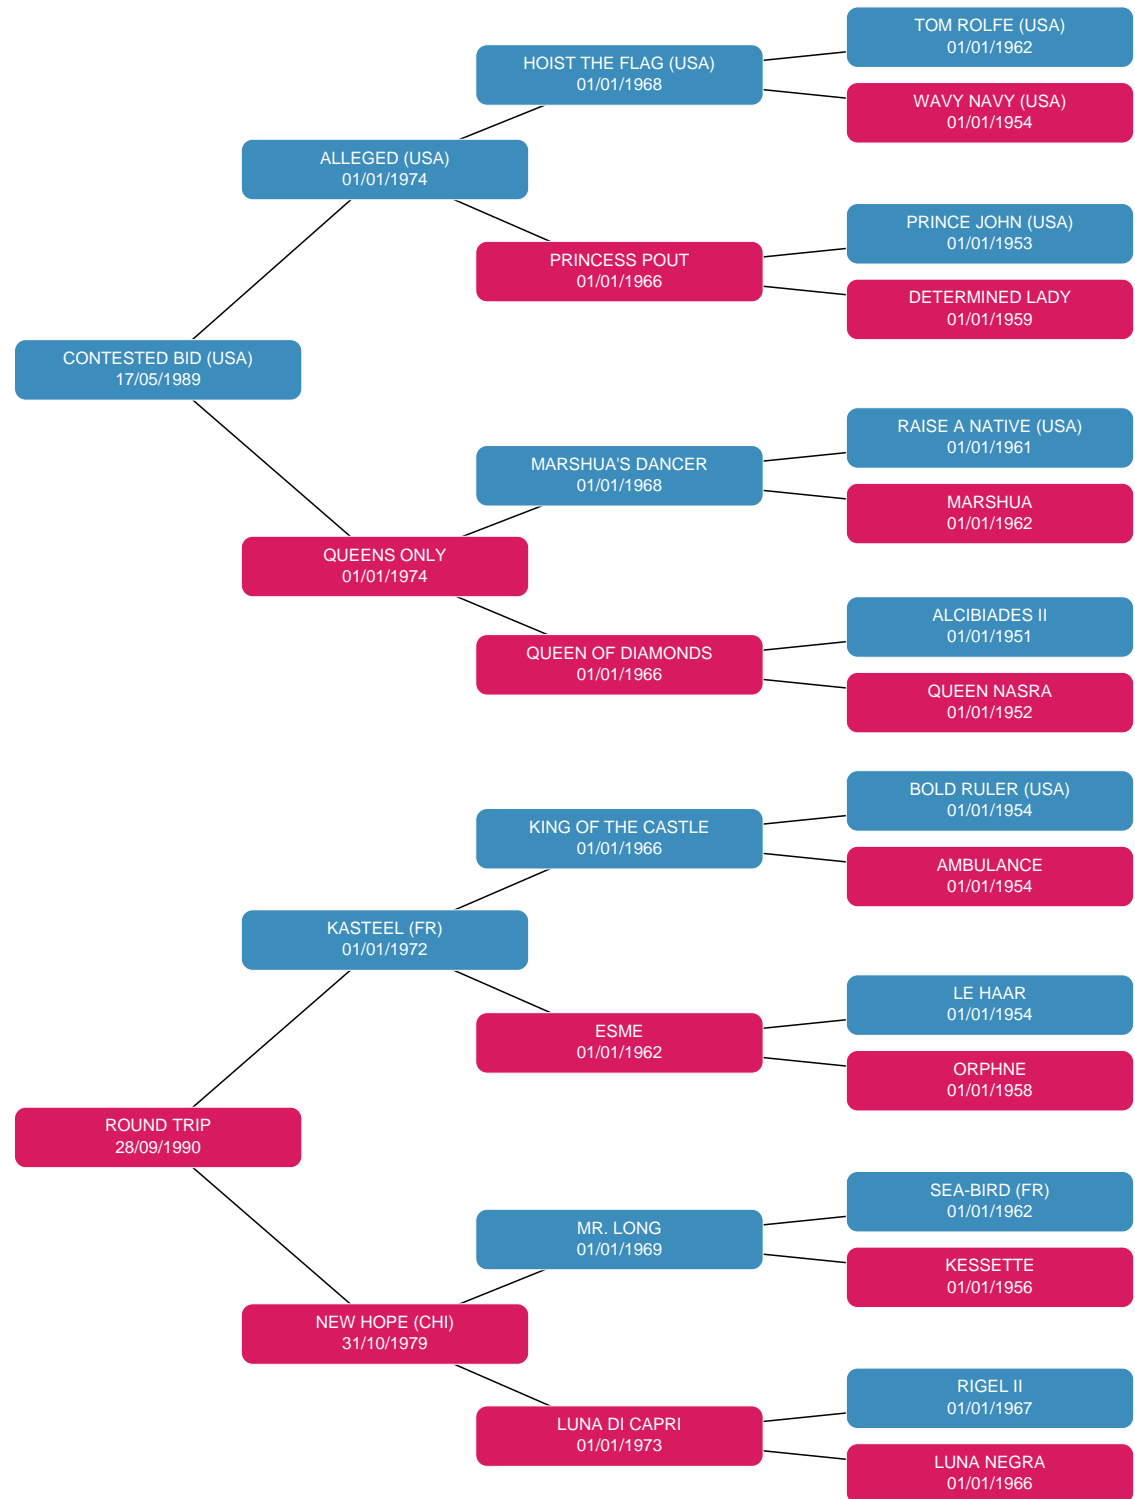 TOM ROLFE (USA)
01/01/1962
HOIST THE FLAG (USA)
01/01/1968
WAVY NAVY (USA)
01/01/1954
ALLEGED (USA)
01/01/1974
PRINCE JOHN (USA)
01/01/1953
PRINCESS POUT
01/01/1966
DETERMINED LADY
01/01/1959
CONTESTED BID (USA)
17/05/1989
RAISE A NATIVE (USA)
01/01/1961
MARSHUA'S DANCER
01/01/1968
MARSHUA
01/01/1962
QUEENS ONLY
01/01/1974
ALCIBIADES II
01/01/1951
QUEEN OF DIAMONDS
01/01/1966
QUEEN NASRA
01/01/1952
BOLD RULER (USA)
01/01/1954
KING OF THE CASTLE
01/01/1966
AMBULANCE
01/01/1954
KASTEEL (FR)
01/01/1972
LE HAAR
01/01/1954
ESME
01/01/1962
ORPHNE
01/01/1958
ROUND TRIP
28/09/1990
SEA-BIRD (FR)
01/01/1962
MR. LONG
01/01/1969
KESSETTE
01/01/1956
NEW HOPE (CHI)
31/10/1979
RIGEL II
01/01/1967
LUNA DI CAPRI
01/01/1973
LUNA NEGRA
01/01/1966